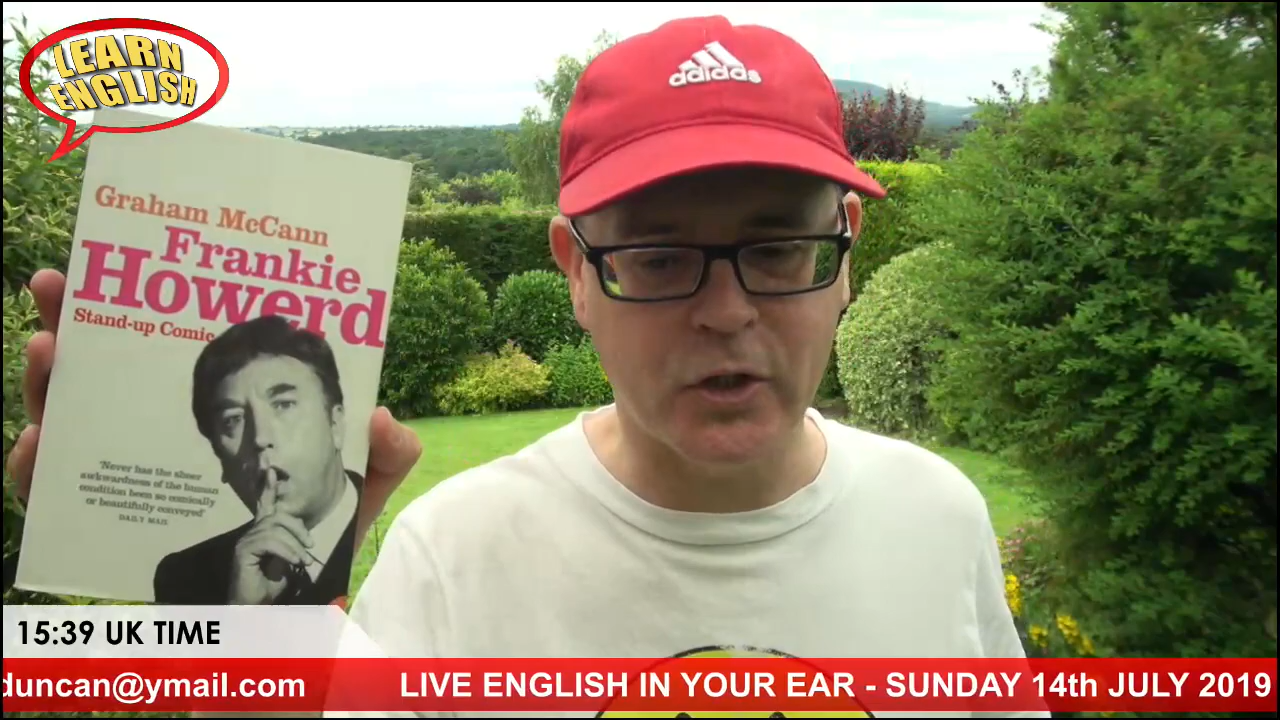 LEARN
ENGLISH
adidas
Graham McCann
Frankie
Howerd
Stand-up Comic
'Never has the sheer
awkwardness of the human
condition been so comically
or beautifully conveyed'
DAILY MAIL
15:39 UK TIME
duncan@ymail.com LIVE ENGLISH IN YOUR EAR - SUNDAY 14th JULY 2019